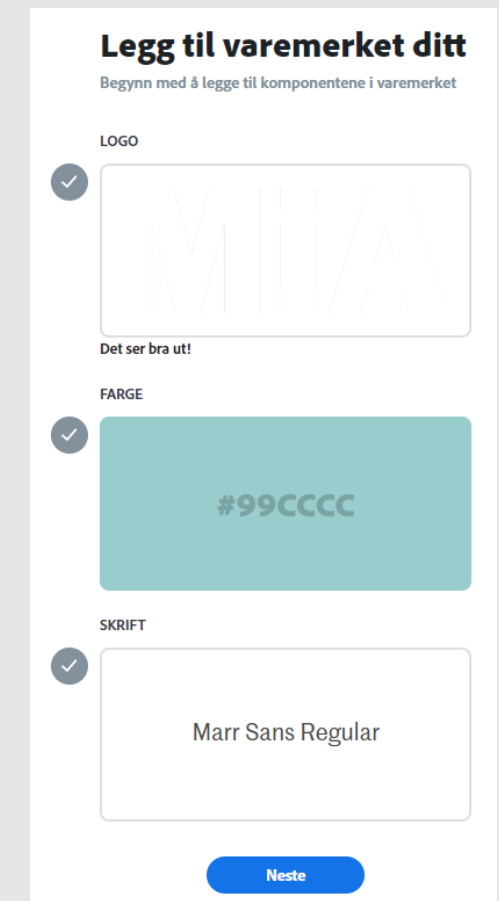 Legg til varemerket ditt
Begynn med å legge til komponentene i varemerket
LOGO
MiA
Det ser bra ut!
FARGE
#99CCCC
SKRIFT
Marr Sans Regular
Neste